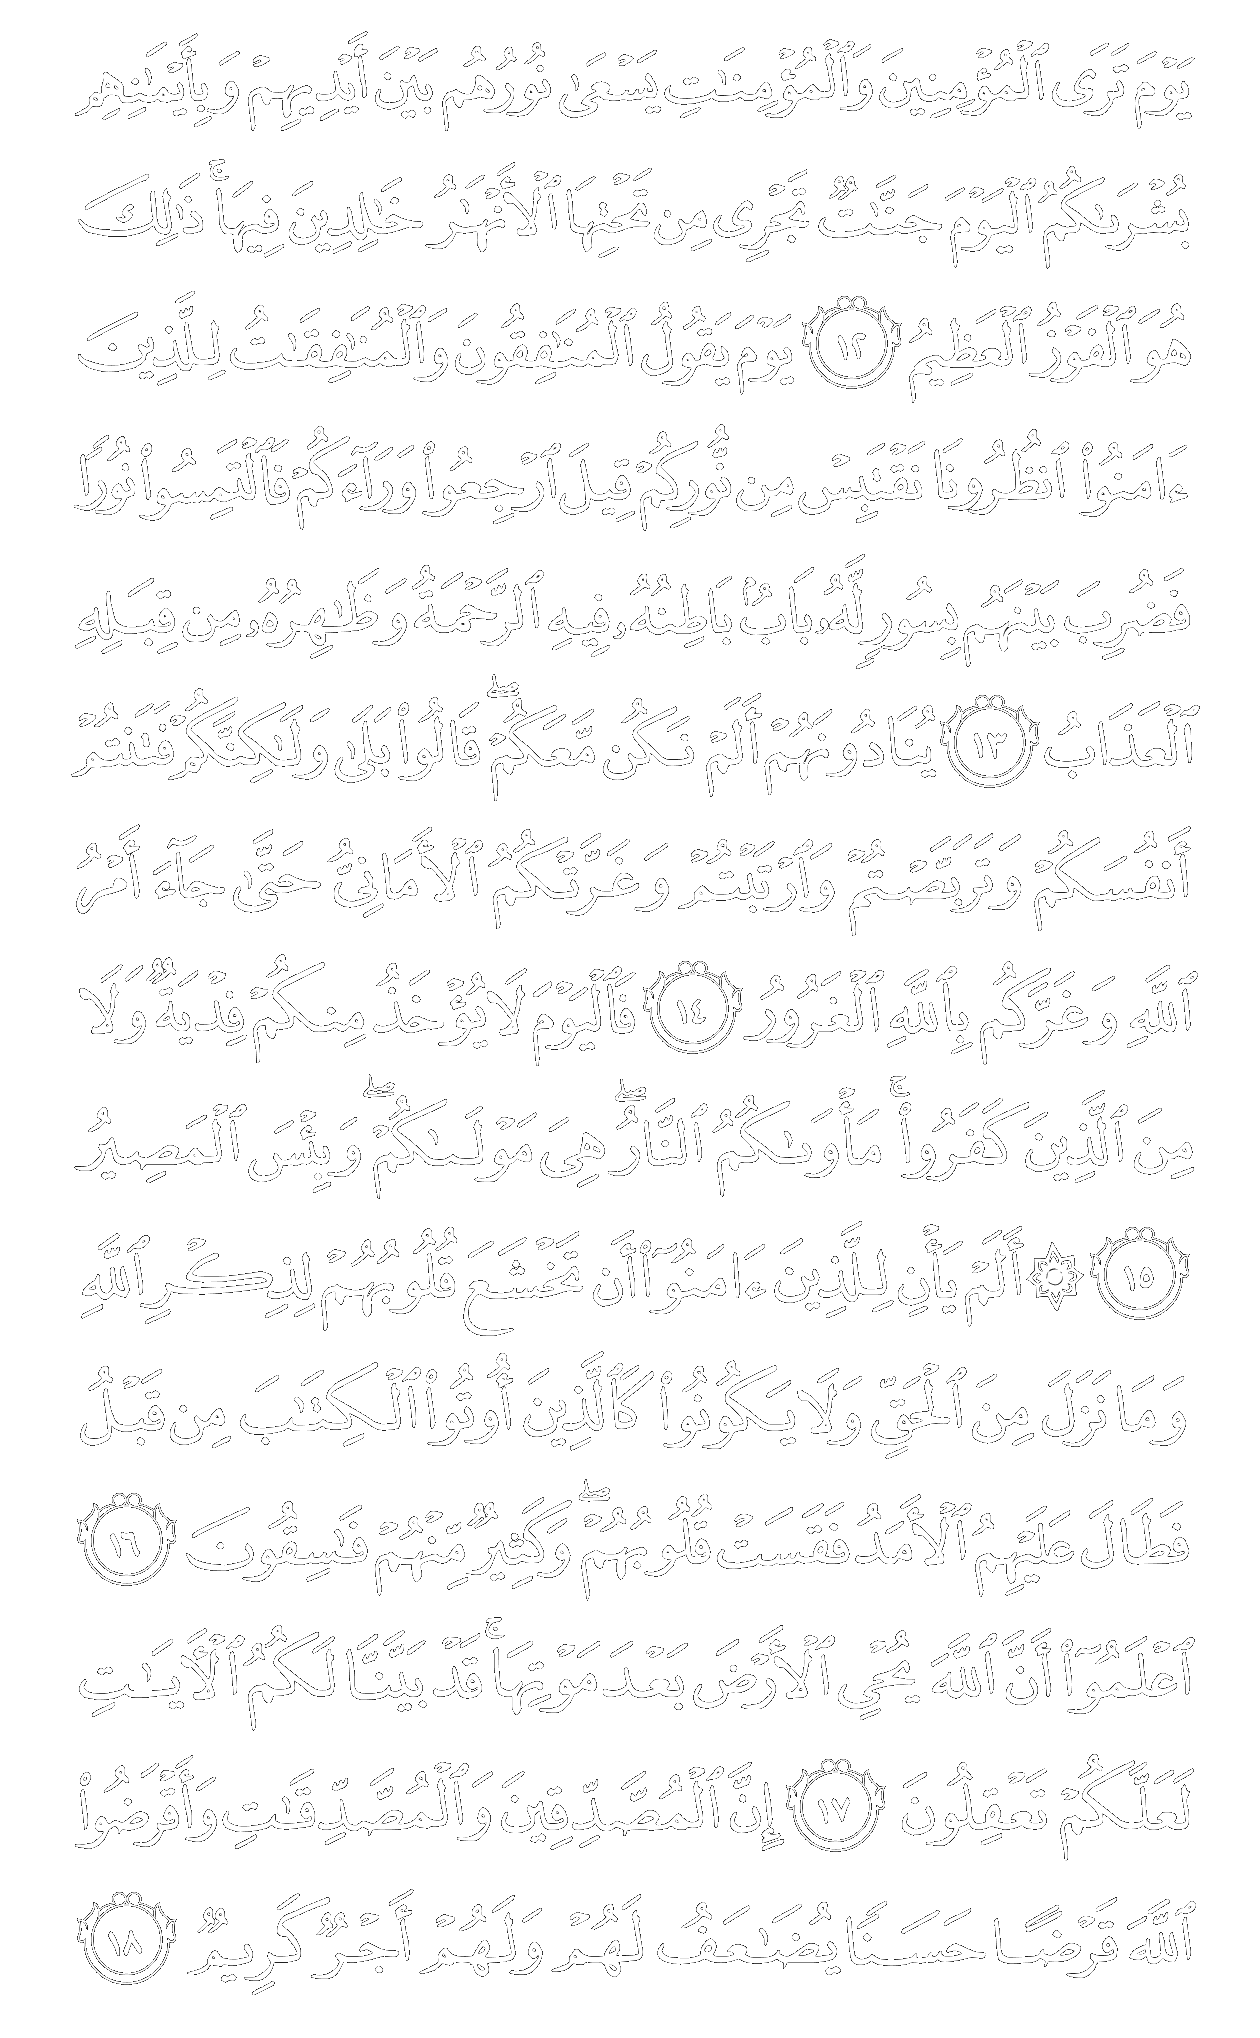 يَوْمَ تَرَى ٱلْمُؤْمِنِينَ وَٱلْمُؤْمِنَٰتِ يَسْعَىٰ نُورُهُم بَيْنَ أَيْدِيهِمْ وَبِأَيْمَٰنِهِم
بُشْرَىٰكُمُ ٱلْيَوْمَ جَنَّٰتٌ تَجْرِى مِن تَحْتِهَا ٱلْأَنْهَٰرُ خَٰلِدِينَ فِيهَا ۚ ذَٰلِكَ
هُوَ ٱلْفَوْزُ ٱلْعَظِيمُ ١٢ يَوْمَ يَقُولُ ٱلْمُنَٰفِقُونَ وَٱلْمُنَٰفِقَٰتُ لِلَّذِينَ
ءَامَنُوا۟ ٱنظُرُونَا نَقْتَبِسْ مِن نُّورِكُمْ قِيلَ ٱرْجِعُوا۟ وَرَآءَكُمْ فَٱلْتَمِسُوا۟ نُورًا
فَضُرِبَ بَيْنَهُم بِسُورٍ لَّهُۥ بَابٌۢ بَاطِنُهُۥ فِيهِ ٱلرَّحْمَةُ وَظَٰهِرُهُۥ مِن قِبَلِهِ
ٱلْعَذَابُ ١٣ يُنَادُونَهُمْ أَلَمْ نَكُن مَّعَكُمْ ۖ قَالُوا۟ بَلَىٰ وَلَٰكِنَّكُمْ فَتَنتُمْ
أَنفُسَكُمْ وَتَرَبَّصْتُمْ وَٱرْتَبْتُمْ وَغَرَّتْكُمُ ٱلْأَمَانِىُّ حَتَّىٰ جَآءَ أَمْرُ
ٱللَّهِ وَغَرَّكُم بِٱللَّهِ ٱلْغَرُورُ ١٤ فَٱلْيَوْمَ لَا يُؤْخَذُ مِنكُمْ فِدْيَةٌ وَلَا
مِنَ ٱلَّذِينَ كَفَرُوا۟ ۚ مَأْوَىٰكُمُ ٱلنَّارُ ۖ هِىَ مَوْلَىٰكُمْ ۖ وَبِئْسَ ٱلْمَصِيرُ
١٥ ۞ أَلَمْ يَأْنِ لِلَّذِينَ ءَامَنُوٓا۟ أَن تَخْشَعَ قُلُوبُهُمْ لِذِكْرِ ٱللَّهِ
وَمَا نَزَلَ مِنَ ٱلْحَقِّ وَلَا يَكُونُوا۟ كَٱلَّذِينَ أُوتُوا۟ ٱلْكِتَٰبَ مِن قَبْلُ
فَطَالَ عَلَيْهِمُ ٱلْأَمَدُ فَقَسَتْ قُلُوبُهُمْ ۖ وَكَثِيرٌ مِّنْهُمْ فَٰسِقُونَ ١٦
ٱعْلَمُوٓا۟ أَنَّ ٱللَّهَ يُحْىِ ٱلْأَرْضَ بَعْدَ مَوْتِهَا ۚ قَدْ بَيَّنَّا لَكُمُ ٱلْءَايَٰتِ
لَعَلَّكُمْ تَعْقِلُونَ ١٧ إِنَّ ٱلْمُصَّدِّقِينَ وَٱلْمُصَّدِّقَٰتِ وَأَقْرَضُوا۟
ٱللَّهَ قَرْضًا حَسَنًا يُضَٰعَفُ لَهُمْ وَلَهُمْ أَجْرٌ كَرِيمٌ ١٨